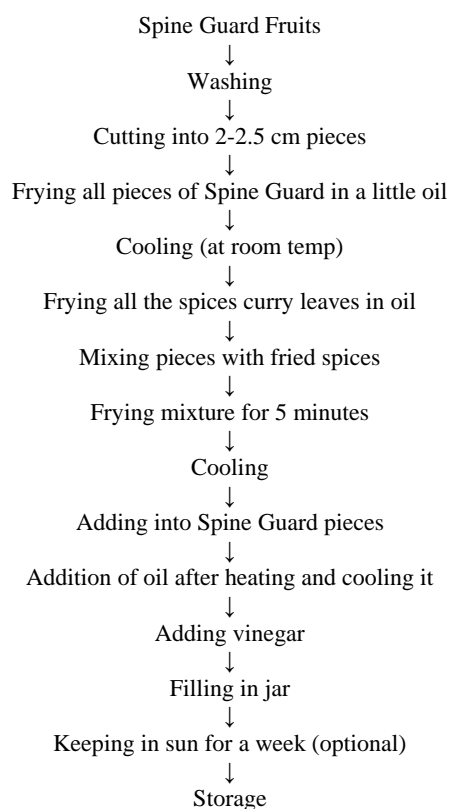 Spine Guard Fruits
↓
Washing
↓
Cutting into 2-2.5 cm pieces
↓
Frying all pieces of Spine Guard in a little oil
↓
Cooling (at room temp)
↓
Frying all the spices curry leaves in oil
↓
Mixing pieces with fried spices
↓
Frying mixture for 5 minutes
↓
Cooling
↓
Adding into Spine Guard pieces
↓
Addition of oil after heating and cooling it
↓
Adding vinegar
↓
Filling in jar
↓
Keeping in sun for a week (optional)
↓
Storage